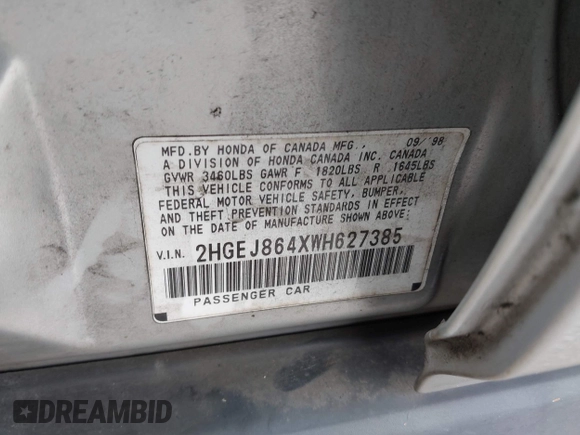 MFD.BY HONDA OF CANADA MFG., 09/'98
A DIVISION OF HONDA CANADA INC. CANADA
GVWR 3460LBS GAWR F 1820LBS R 1645LBS
THIS VEHICLE CONFORMS TO ALL APPLICABLE
FEDERAL MOTOR VEHICLE SAFETY, BUMPER,
AND THEFT PREVENTION STANDARDS IN EFFECT
ON THE DATE OF MANUFACTURE SHOWN ABOVE.
V.I.N. 2HGEJ864XWH627385
PASSENGER CAR
DREAMBID